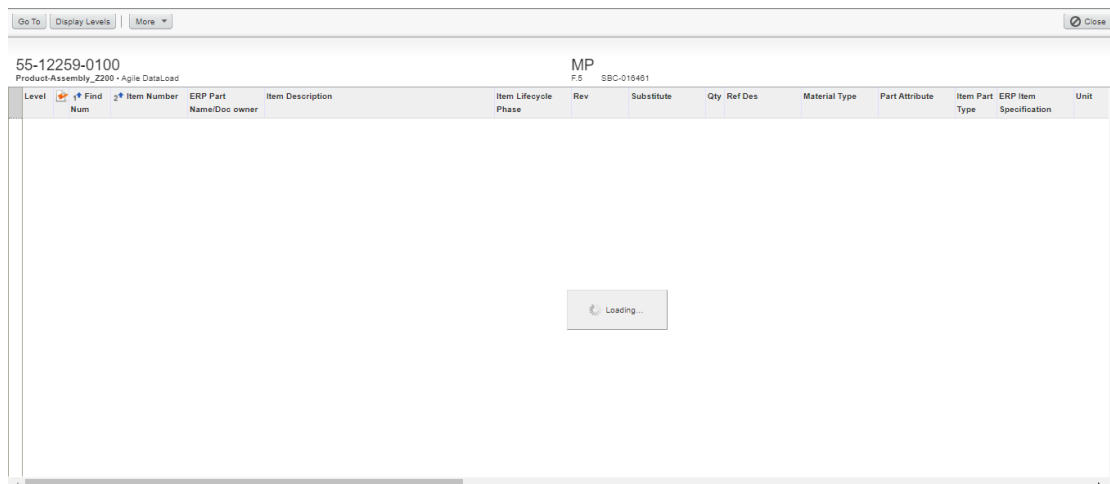 Go To Display Levels More Close
55-12259-0100 MP
Product-Assembly_Z200 • Agile DataLoad F.5 SBC-016461
Level 1 Find Num 2 Item Number ERP Part Name/Doc owner Item Description Item Lifecycle Phase Rev Substitute Qty Ref Des Material Type Part Attribute Item Part Type ERP Item Specification Unit
Loading...